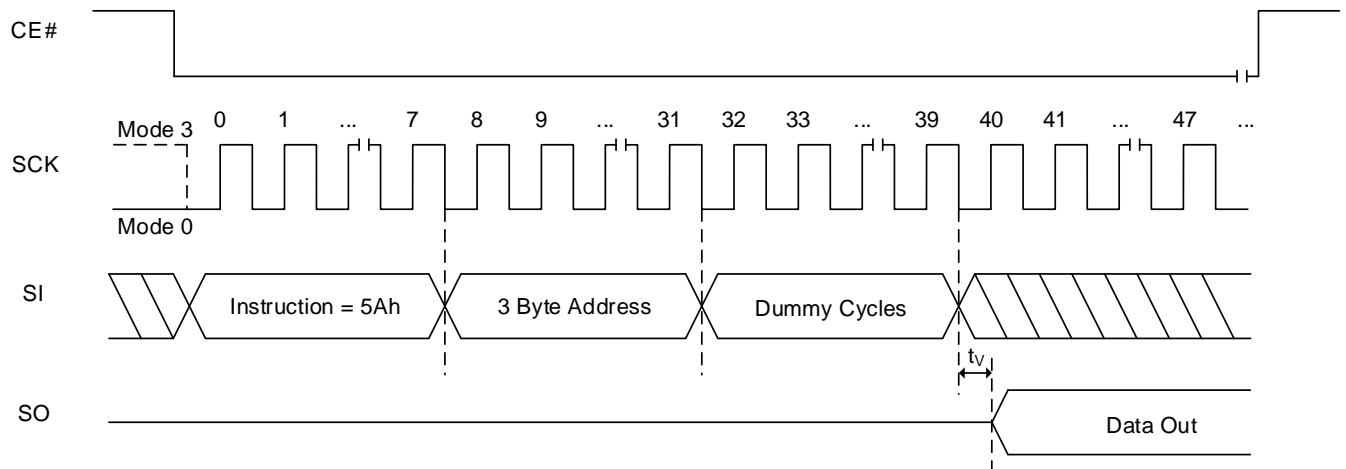 CE#
Mode 3
0 1 ... 7 8 9 ... 31 32 33 ... 39 40 41 ... 47 ...
SCK
Mode 0
SI
Instruction = 5Ah
3 Byte Address
Dummy Cycles
tV
SO
Data Out